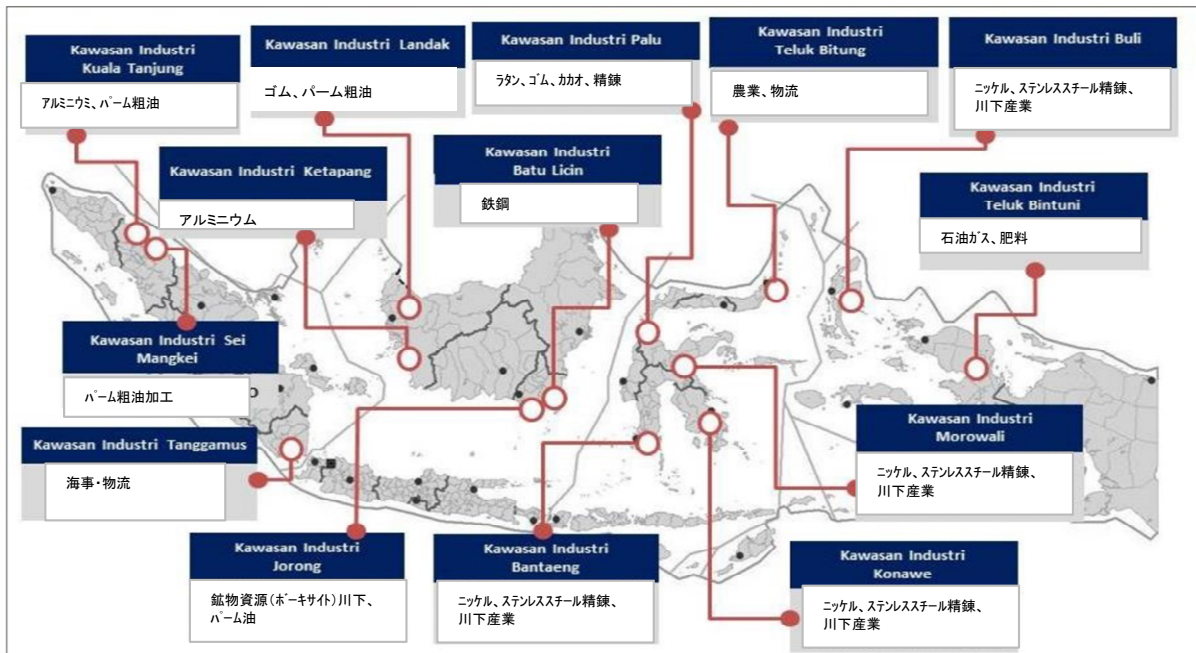 Kawasan Industri
Kuala Tanjung
アルミニウミ、パーム粗油
Kawasan Industri Landak
ゴム、パーム粗油
Kawasan Industri Palu
ラタン、ゴム、カカオ、精錬
Kawasan Industri
Teluk Bitung
農業、物流
Kawasan Industri Buli
ニッケル、ステンレススチール精錬、
川下産業
Kawasan Industri Ketapang
アルミニウム
Kawasan Industri
Batu Licin
鉄鋼
Kawasan Industri
Teluk Bintuni
石油ガス、肥料
Kawasan Industri Sei
Mangkei
パーム粗油加工
Kawasan Industri Tanggamus
海事・物流
Kawasan Industri
Morowali
ニッケル、ステンレススチール精錬、
川下産業
Kawasan Industri
Jorong
鉱物資源(ボーキサイト)川下、
パーム油
Kawasan Industri
Bantaeng
ニッケル、ステンレススチール精錬、
川下産業
Kawasan Industri
Konawe
ニッケル、ステンレススチール精錬、
川下産業